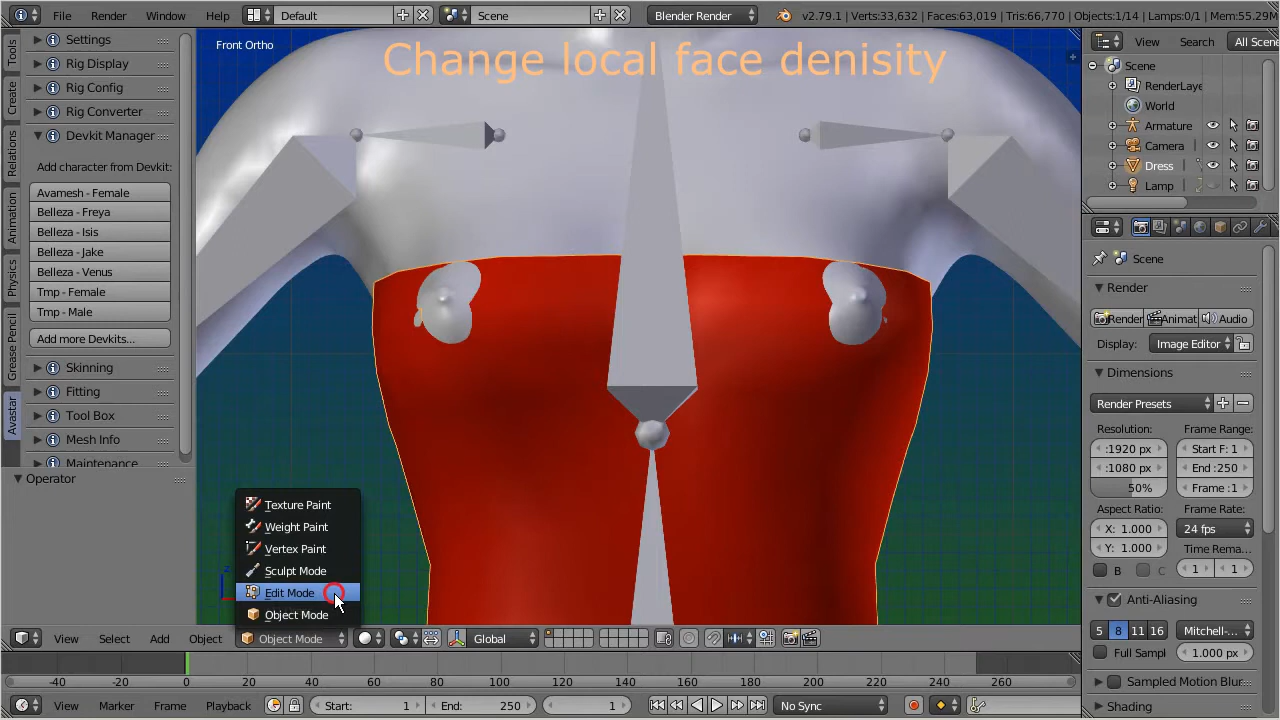 File Render Window Help Default Scene Blender Render v2.79.1 | Verts:33,632 | Faces:63,019 | Tris:66,770 | Objects:1/14 | Lamps:0/1 | Mem:55.29M
Tools
Create
Relations
Animation
Physics
Grease Pencil
Avastar
Settings
Rig Display
Rig Config
Rig Converter
Devkit Manager
Add character from Devkit:
Avamesh - Female
Belleza - Freya
Belleza - Isis
Belleza - Jake
Belleza - Venus
Tmp - Female
Tmp - Male
Add more Devkits...
Skinning
Fitting
Tool Box
Mesh Info
Maintenance
Operator
Front Ortho
Change local face denisity
Texture Paint
Weight Paint
Vertex Paint
Sculpt Mode
Edit Mode
Object Mode
View Select Add Object Object Mode Global
-40 -20 0 20 40 60 80 100 120 140 160 180 200 220 240 260
View Marker Frame Playback Start: 1 End: 250 1 No Sync
View Search All Scen
Scene
RenderLaye
World
Armature
Camera
Dress
Lamp
Scene
Render
Render Animat Audio
Display: Image Editor
Dimensions
Render Presets
Resolution: Frame Range:
:1920 px Start F: 1
:1080 px End :250
50% Frame :1
Aspect Ratio: Frame Rate:
X: 1.000 24 fps
Y: 1.000 Time Rema...
B C 1 1
Anti-Aliasing
5 8 11 16 Mitchell-...
Full Sampl 1.000 px
Sampled Motion Blur
Shading